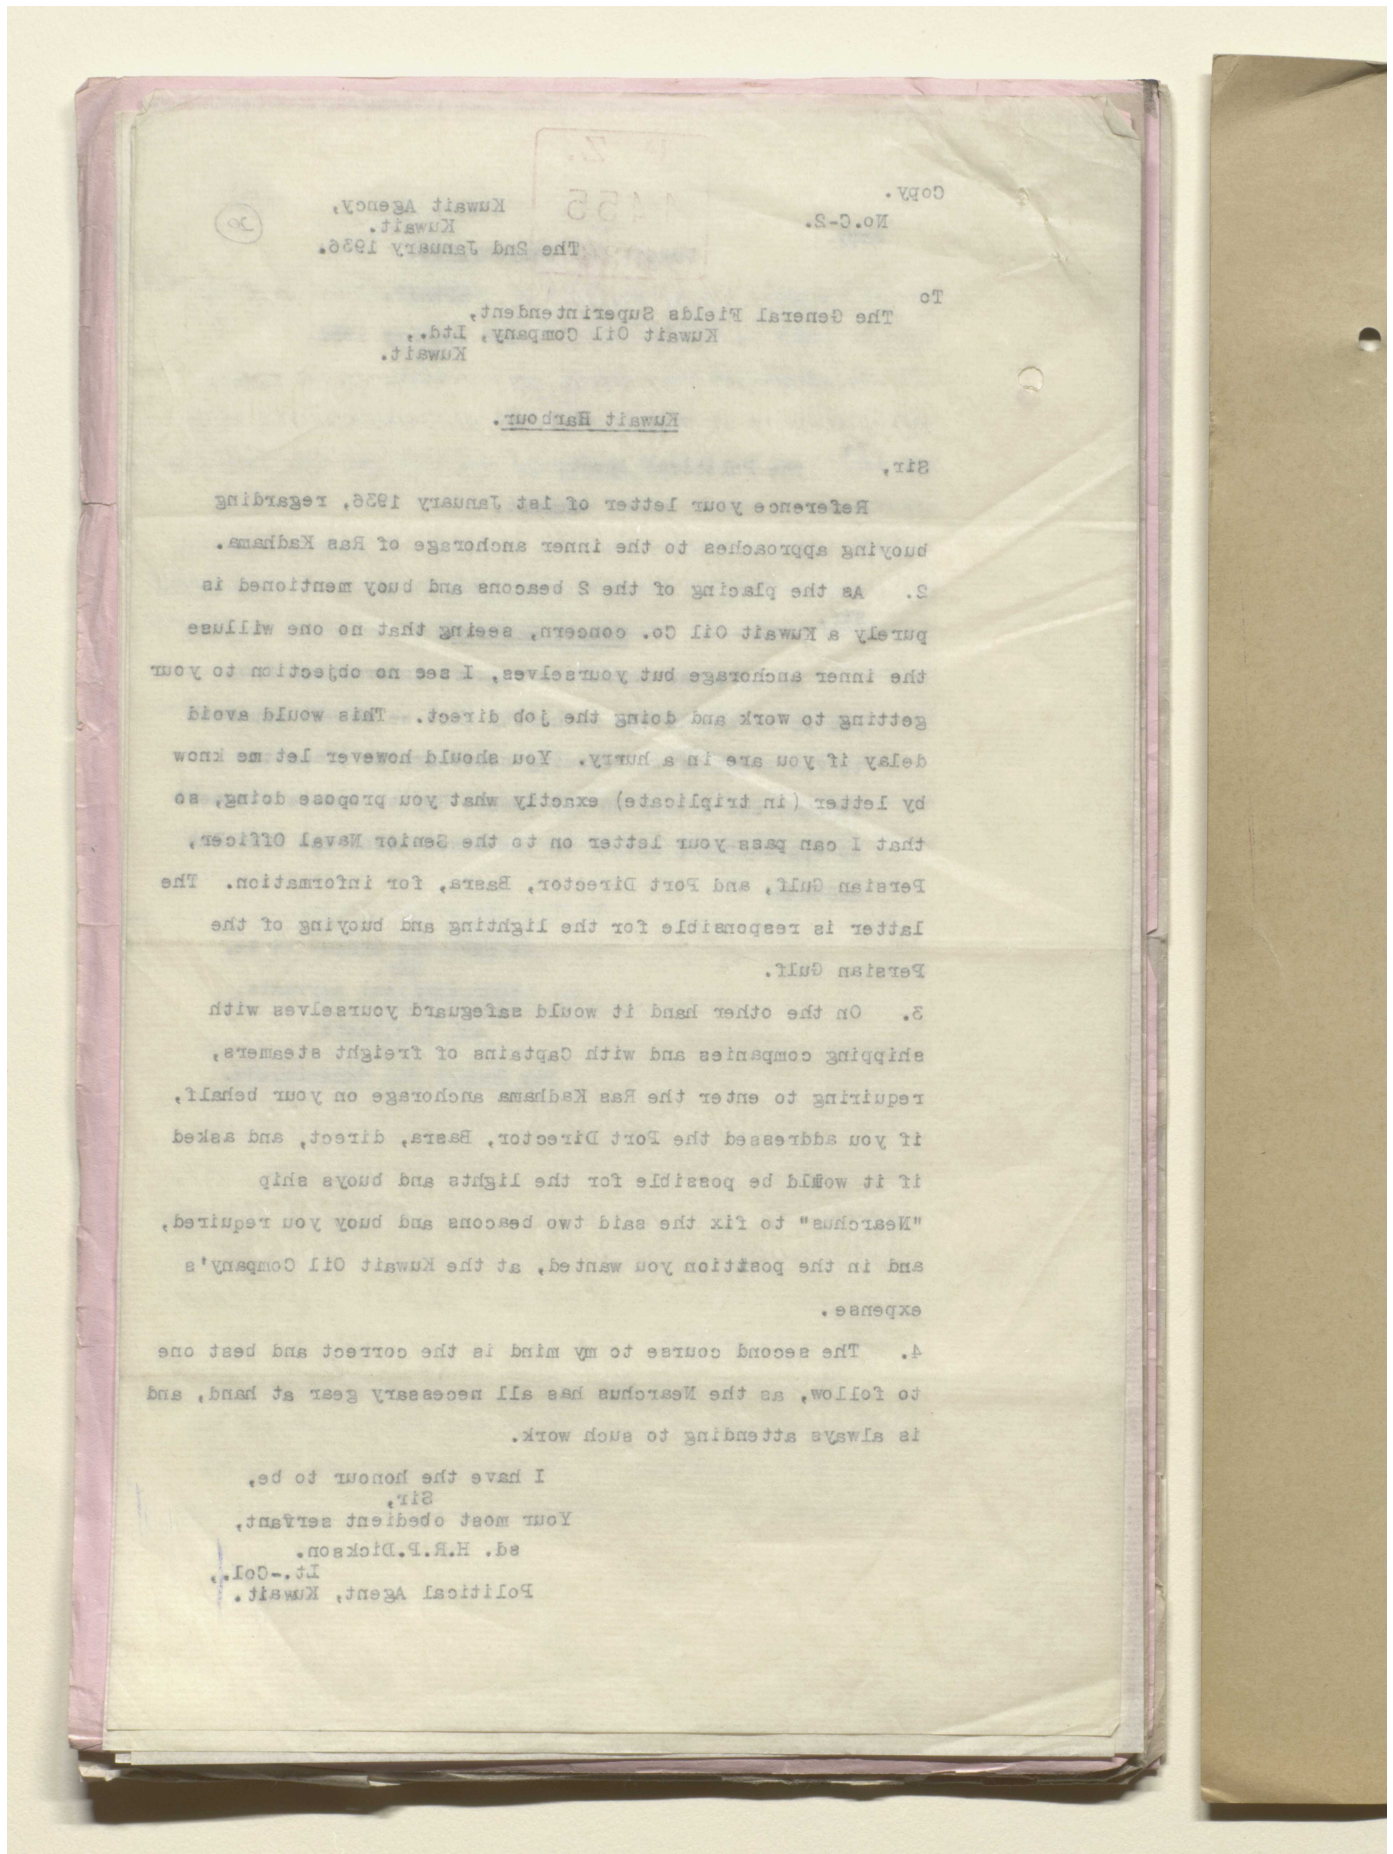 Copy.
No.C-2.
Kuwait Agency,
Kuwait.
The 2nd January 1936.
30
P.Z.
1455
To
The General Fields Superintendent,
Kuwait Oil Company, Ltd.,
Kuwait.
Kuwait Harbour.
Sir,
Reference your letter of 1st January 1936, regarding
buoying approaches to the inner anchorage of Ras Kadhama.
2. As the placing of the 2 beacons and buoy mentioned is
purely a Kuwait Oil Co. concern, seeing that no one willuse
the inner anchorage but yourselves, I see no objection to your
getting to work and doing the job direct. This would avoid
delay if you are in a hurry. You should however let me know
by letter (in triplicate) exactly what you propose doing, so
that I can pass your letter on to the Senior Naval Officer,
Persian Gulf, and Port Director, Basra, for information. The
latter is responsible for the lighting and buoying of the
Persian Gulf.
3. On the other hand it would safeguard yourselves with
shipping companies and with Captains of freight steamers,
requiring to enter the Ras Kadhama anchorage on your behalf,
if you addressed the Port Director, Basra, direct, and asked
if it would be possible for the lights and buoys ship
"Nearchus" to fix the said two beacons and buoy you required,
and in the position you wanted, at the Kuwait Oil Company's
expense.
4. The second course to my mind is the correct and best one
to follow, as the Nearchus has all necessary gear at hand, and
is always attending to such work.
I have the honour to be,
Sir,
Your most obedient servant,
sd. H.R.P.Dickson.
Lt.-Col.,
Political Agent, Kuwait.